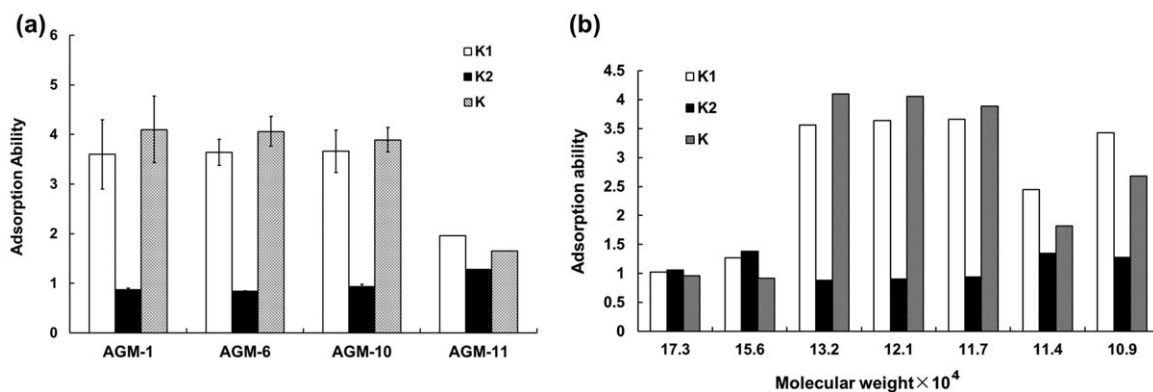 (a)
Adsorption Ability
6
5
4
3
2
1
0
K1
K2
K
AGM-1 AGM-6 AGM-10 AGM-11
(b)
Adsorption ability
4.5
4
3.5
3
2.5
2
1.5
1
0.5
0
K1
K2
K
17.3 15.6 13.2 12.1 11.7 11.4 10.9
Molecular weight×10⁴